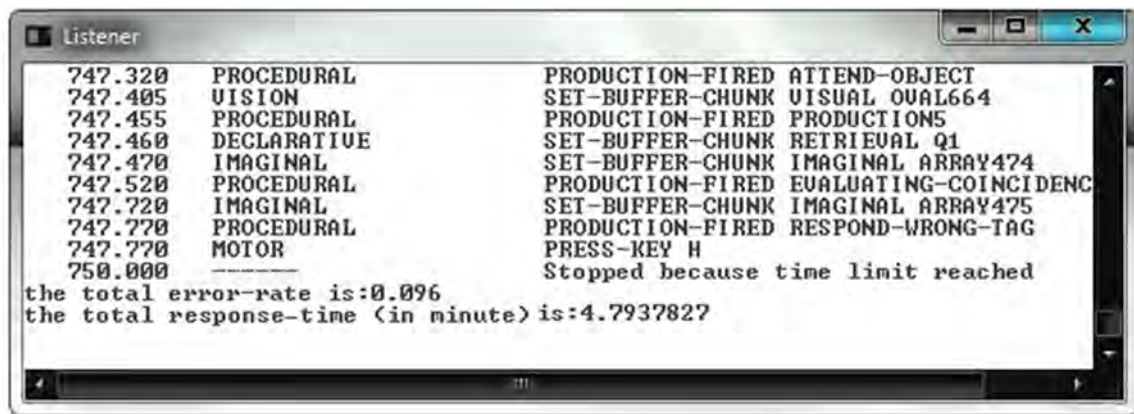 Listener
747.320 PROCEDURAL PRODUCTION-FIRED ATTEND-OBJECT
747.405 VISION SET-BUFFER-CHUNK VISUAL OVAL664
747.455 PROCEDURAL PRODUCTION-FIRED PRODUCTION5
747.460 DECLARATIVE SET-BUFFER-CHUNK RETRIEVAL Q1
747.470 IMAGINAL SET-BUFFER-CHUNK IMAGINAL ARRAY474
747.520 PROCEDURAL PRODUCTION-FIRED EVALUATING-COINCIDENC
747.720 IMAGINAL SET-BUFFER-CHUNK IMAGINAL ARRAY475
747.770 PROCEDURAL PRODUCTION-FIRED RESPOND-WRONG-TAG
747.770 MOTOR PRESS-KEY H
750.000 ------ Stopped because time limit reached
the total error-rate is:0.096
the total response-time (in minute) is:4.7937827